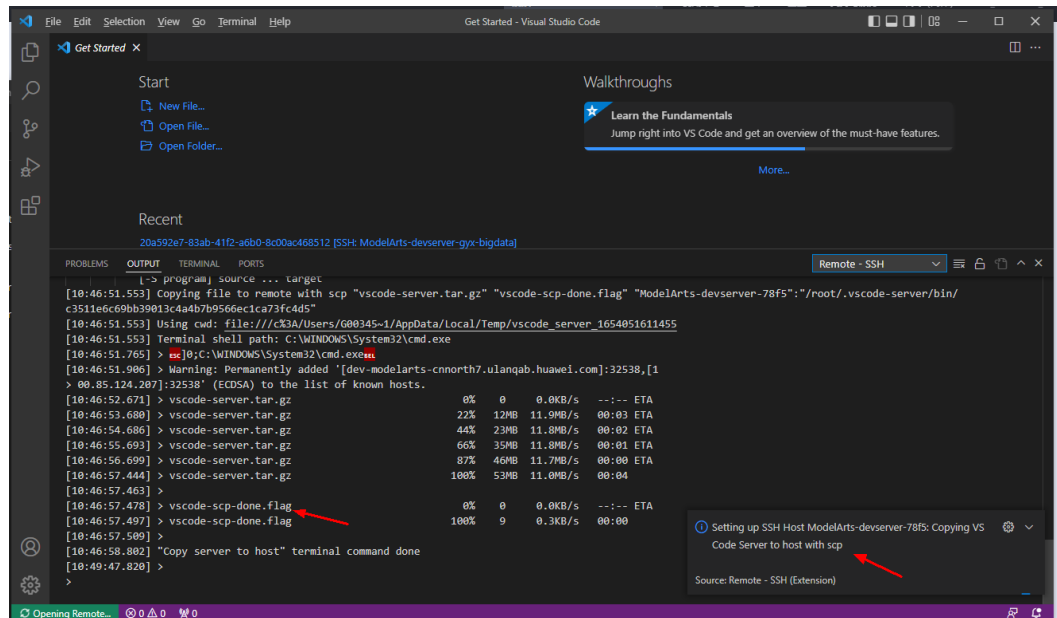 File Edit Selection View Go Terminal Help Get Started - Visual Studio Code
Get Started
Start
New File...
Open File...
Open Folder...
Recent
20a592e7-83ab-41f2-a6b0-8c00ac468512 [SSH: ModelArts-devserver-gyx-bigdata]
Walkthroughs
Learn the Fundamentals
Jump right into VS Code and get an overview of the must-have features.
More...
PROBLEMS OUTPUT TERMINAL PORTS Remote - SSH
[-S program] source ... target
[10:46:51.553] Copying file to remote with scp "vscode-server.tar.gz" "vscode-scp-done.flag" "ModelArts-devserver-78f5":"/root/.vscode-server/bin/
c3511e6c69bb39013c4a4b7b9566ec1ca73fc4d5"
[10:46:51.553] Using cwd: file:///c%3A/Users/G00345~1/AppData/Local/Temp/vscode_server_1654051611455
[10:46:51.553] Terminal shell path: C:\WINDOWS\System32\cmd.exe
[10:46:51.765] > ESC]0;C:\WINDOWS\System32\cmd.exeBEL
[10:46:51.906] > Warning: Permanently added '[dev-modelarts-cnnorth7.ulanqab.huawei.com]:32538,[1
> 00.85.124.207]:32538' (ECDSA) to the list of known hosts.
[10:46:52.671] > vscode-server.tar.gz 0% 0 0.0KB/s --:-- ETA
[10:46:53.680] > vscode-server.tar.gz 22% 12MB 11.9MB/s 00:03 ETA
[10:46:54.686] > vscode-server.tar.gz 44% 23MB 11.8MB/s 00:02 ETA
[10:46:55.693] > vscode-server.tar.gz 66% 35MB 11.8MB/s 00:01 ETA
[10:46:56.699] > vscode-server.tar.gz 87% 46MB 11.7MB/s 00:00 ETA
[10:46:57.444] > vscode-server.tar.gz 100% 53MB 11.0MB/s 00:04
[10:46:57.463] >
[10:46:57.478] > vscode-scp-done.flag 0% 0 0.0KB/s --:-- ETA
[10:46:57.497] > vscode-scp-done.flag 100% 9 0.3KB/s 00:00
[10:46:57.509] >
[10:46:58.802] "Copy server to host" terminal command done
[10:49:47.820] >
>
Setting up SSH Host ModelArts-devserver-78f5: Copying VS
Code Server to host with scp
Source: Remote - SSH (Extension)
Opening Remote... 0 0 0